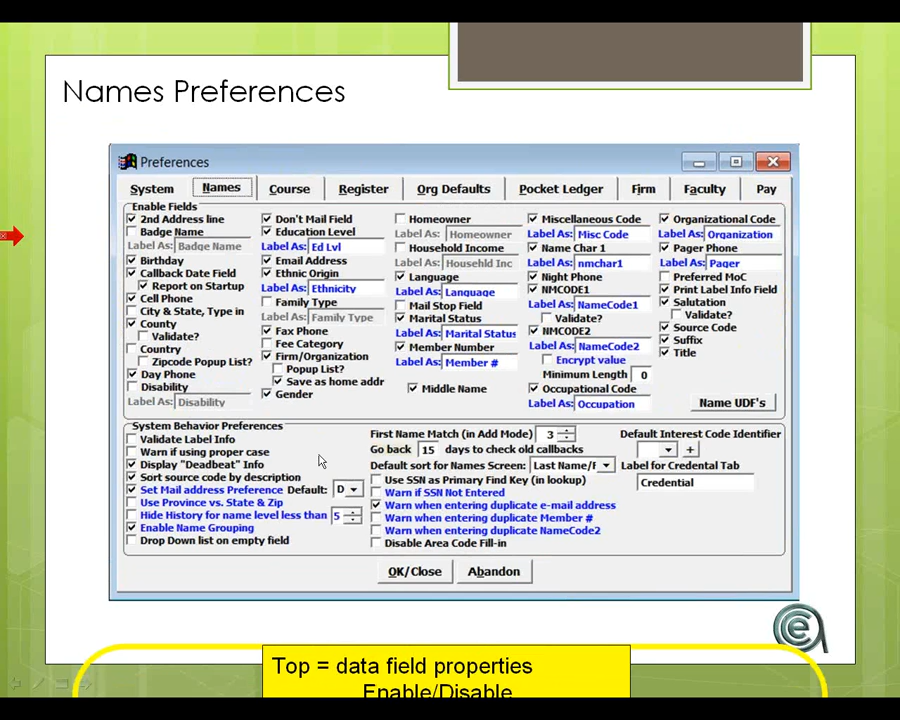 Names Preferences
Preferences
System Names Course Register Org Defaults Pocket Ledger Firm Faculty Pay
Enable Fields
2nd Address line
Badge Name
Label As: Badge Name
Birthday
Callback Date Field
Report on Startup
Cell Phone
City & State, Type in
County
Validate?
Country
Zipcode Popup List?
Day Phone
Disability
Label As: Disability
Don't Mail Field
Education Level
Label As: Ed Lvl
Email Address
Ethnic Origin
Label As: Ethnicity
Family Type
Label As: Family Type
Fax Phone
Fee Category
Firm/Organization
Popup List?
Save as home addr
Gender
Homeowner
Label As: Homeowner
Household Income
Label As: Househld Inc
Language
Label As: Language
Mail Stop Field
Marital Status
Label As: Marital Status
Member Number
Label As: Member #
Middle Name
Miscellaneous Code
Label As: Misc Code
Name Char 1
Label As: nmchar1
Night Phone
NMCODE1
Label As: NameCode1
Validate?
NMCODE2
Label As: NameCode2
Encrypt value
Minimum Length 0
Occupational Code
Label As: Occupation
Organizational Code
Label As: Organization
Pager Phone
Label As: Pager
Preferred MoC
Print Label Info Field
Salutation
Validate?
Source Code
Suffix
Title
Name UDF's
System Behavior Preferences
Validate Label Info
Warn if using proper case
Display "Deadbeat" Info
Sort source code by description
Set Mail address Preference Default: D
Use Province vs. State & Zip
Hide History for name level less than 5
Enable Name Grouping
Drop Down list on empty field
First Name Match (in Add Mode) 3
Go back 15 days to check old callbacks
Default sort for Names Screen: Last Name/F
Use SSN as Primary Find Key (in lookup)
Warn if SSN Not Entered
Warn when entering duplicate e-mail address
Warn when entering duplicate Member #
Warn when entering duplicate NameCode2
Disable Area Code Fill-in
Default Interest Code Identifier
+
Label for Credental Tab
Credential
OK/Close Abandon
Top = data field properties
Enable/Disable